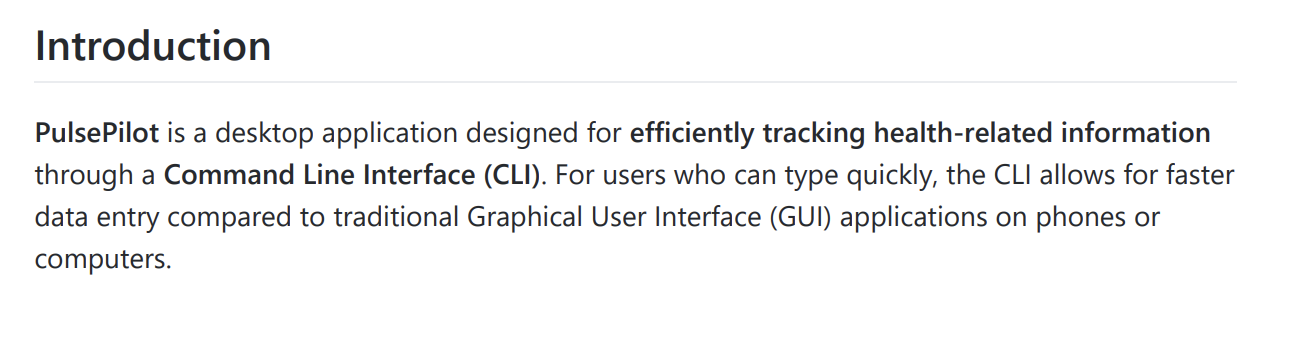 Introduction
PulsePilot is a desktop application designed for efficiently tracking health-related information
through a Command Line Interface (CLI). For users who can type quickly, the CLI allows for faster
data entry compared to traditional Graphical User Interface (GUI) applications on phones or
computers.